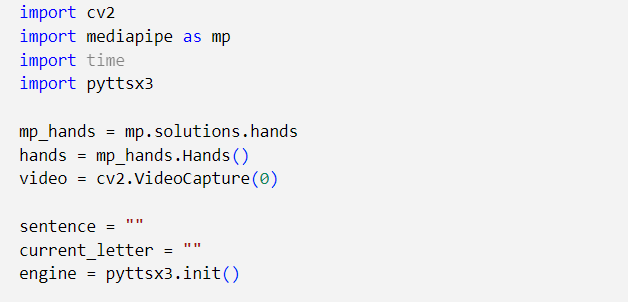 import cv2
import mediapipe as mp
import time
import pyttsx3
mp_hands = mp.solutions.hands
hands = mp_hands.Hands()
video = cv2.VideoCapture(0)
sentence = ""
current_letter = ""
engine = pyttsx3.init()